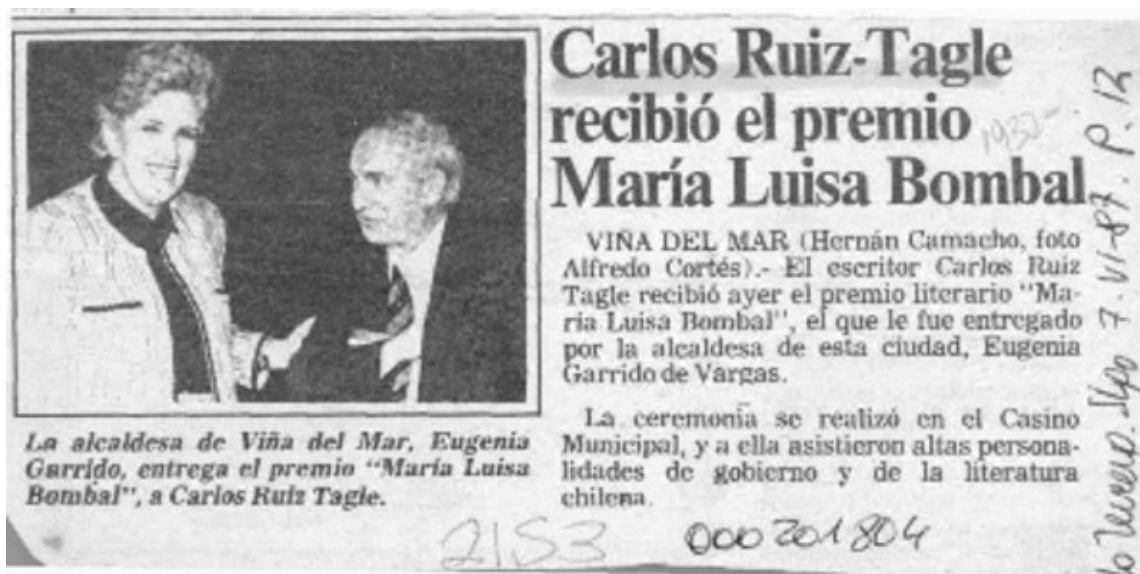 Carlos Ruiz-Tagle
recibió el premio
María Luisa Bombal
1932-
VIÑA DEL MAR (Hernán Camacho, foto
Alfredo Cortés).- El escritor Carlos Ruiz
Tagle recibió ayer el premio literario "Ma-
ría Luisa Bombal", el que le fue entregado
por la alcaldesa de esta ciudad, Eugenia
Garrido de Vargas.
La ceremonia se realizó en el Casino
Municipal, y a ella asistieron altas persona-
lidades de gobierno y de la literatura
chilena.
La alcaldesa de Viña del Mar, Eugenia
Garrido, entrega el premio "María Luisa
Bombal", a Carlos Ruiz Tagle.
2153
000201804
7-VI-87. P. 12